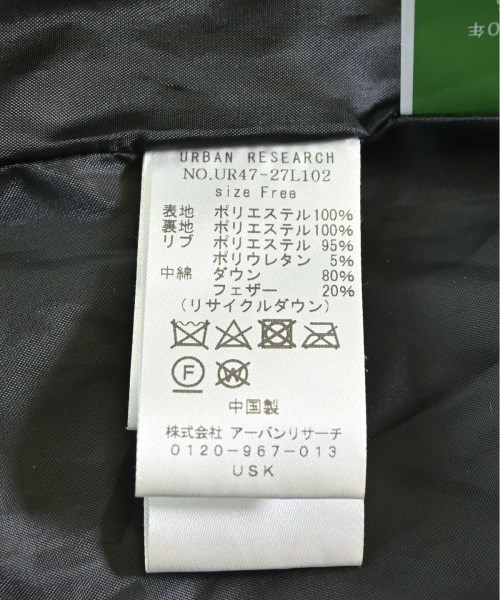 URBAN RESEARCH
NO.UR47-27L102
size Free
表地 ポリエステル100%
裏地 ポリエステル100%
リブ ポリエステル 95%
ポリウレタン 5%
中綿 ダウン 80%
フェザー 20%
(リサイクルダウン)
F W
中国製
株式会社 アーバンリサーチ
0120-967-013
USK
0年